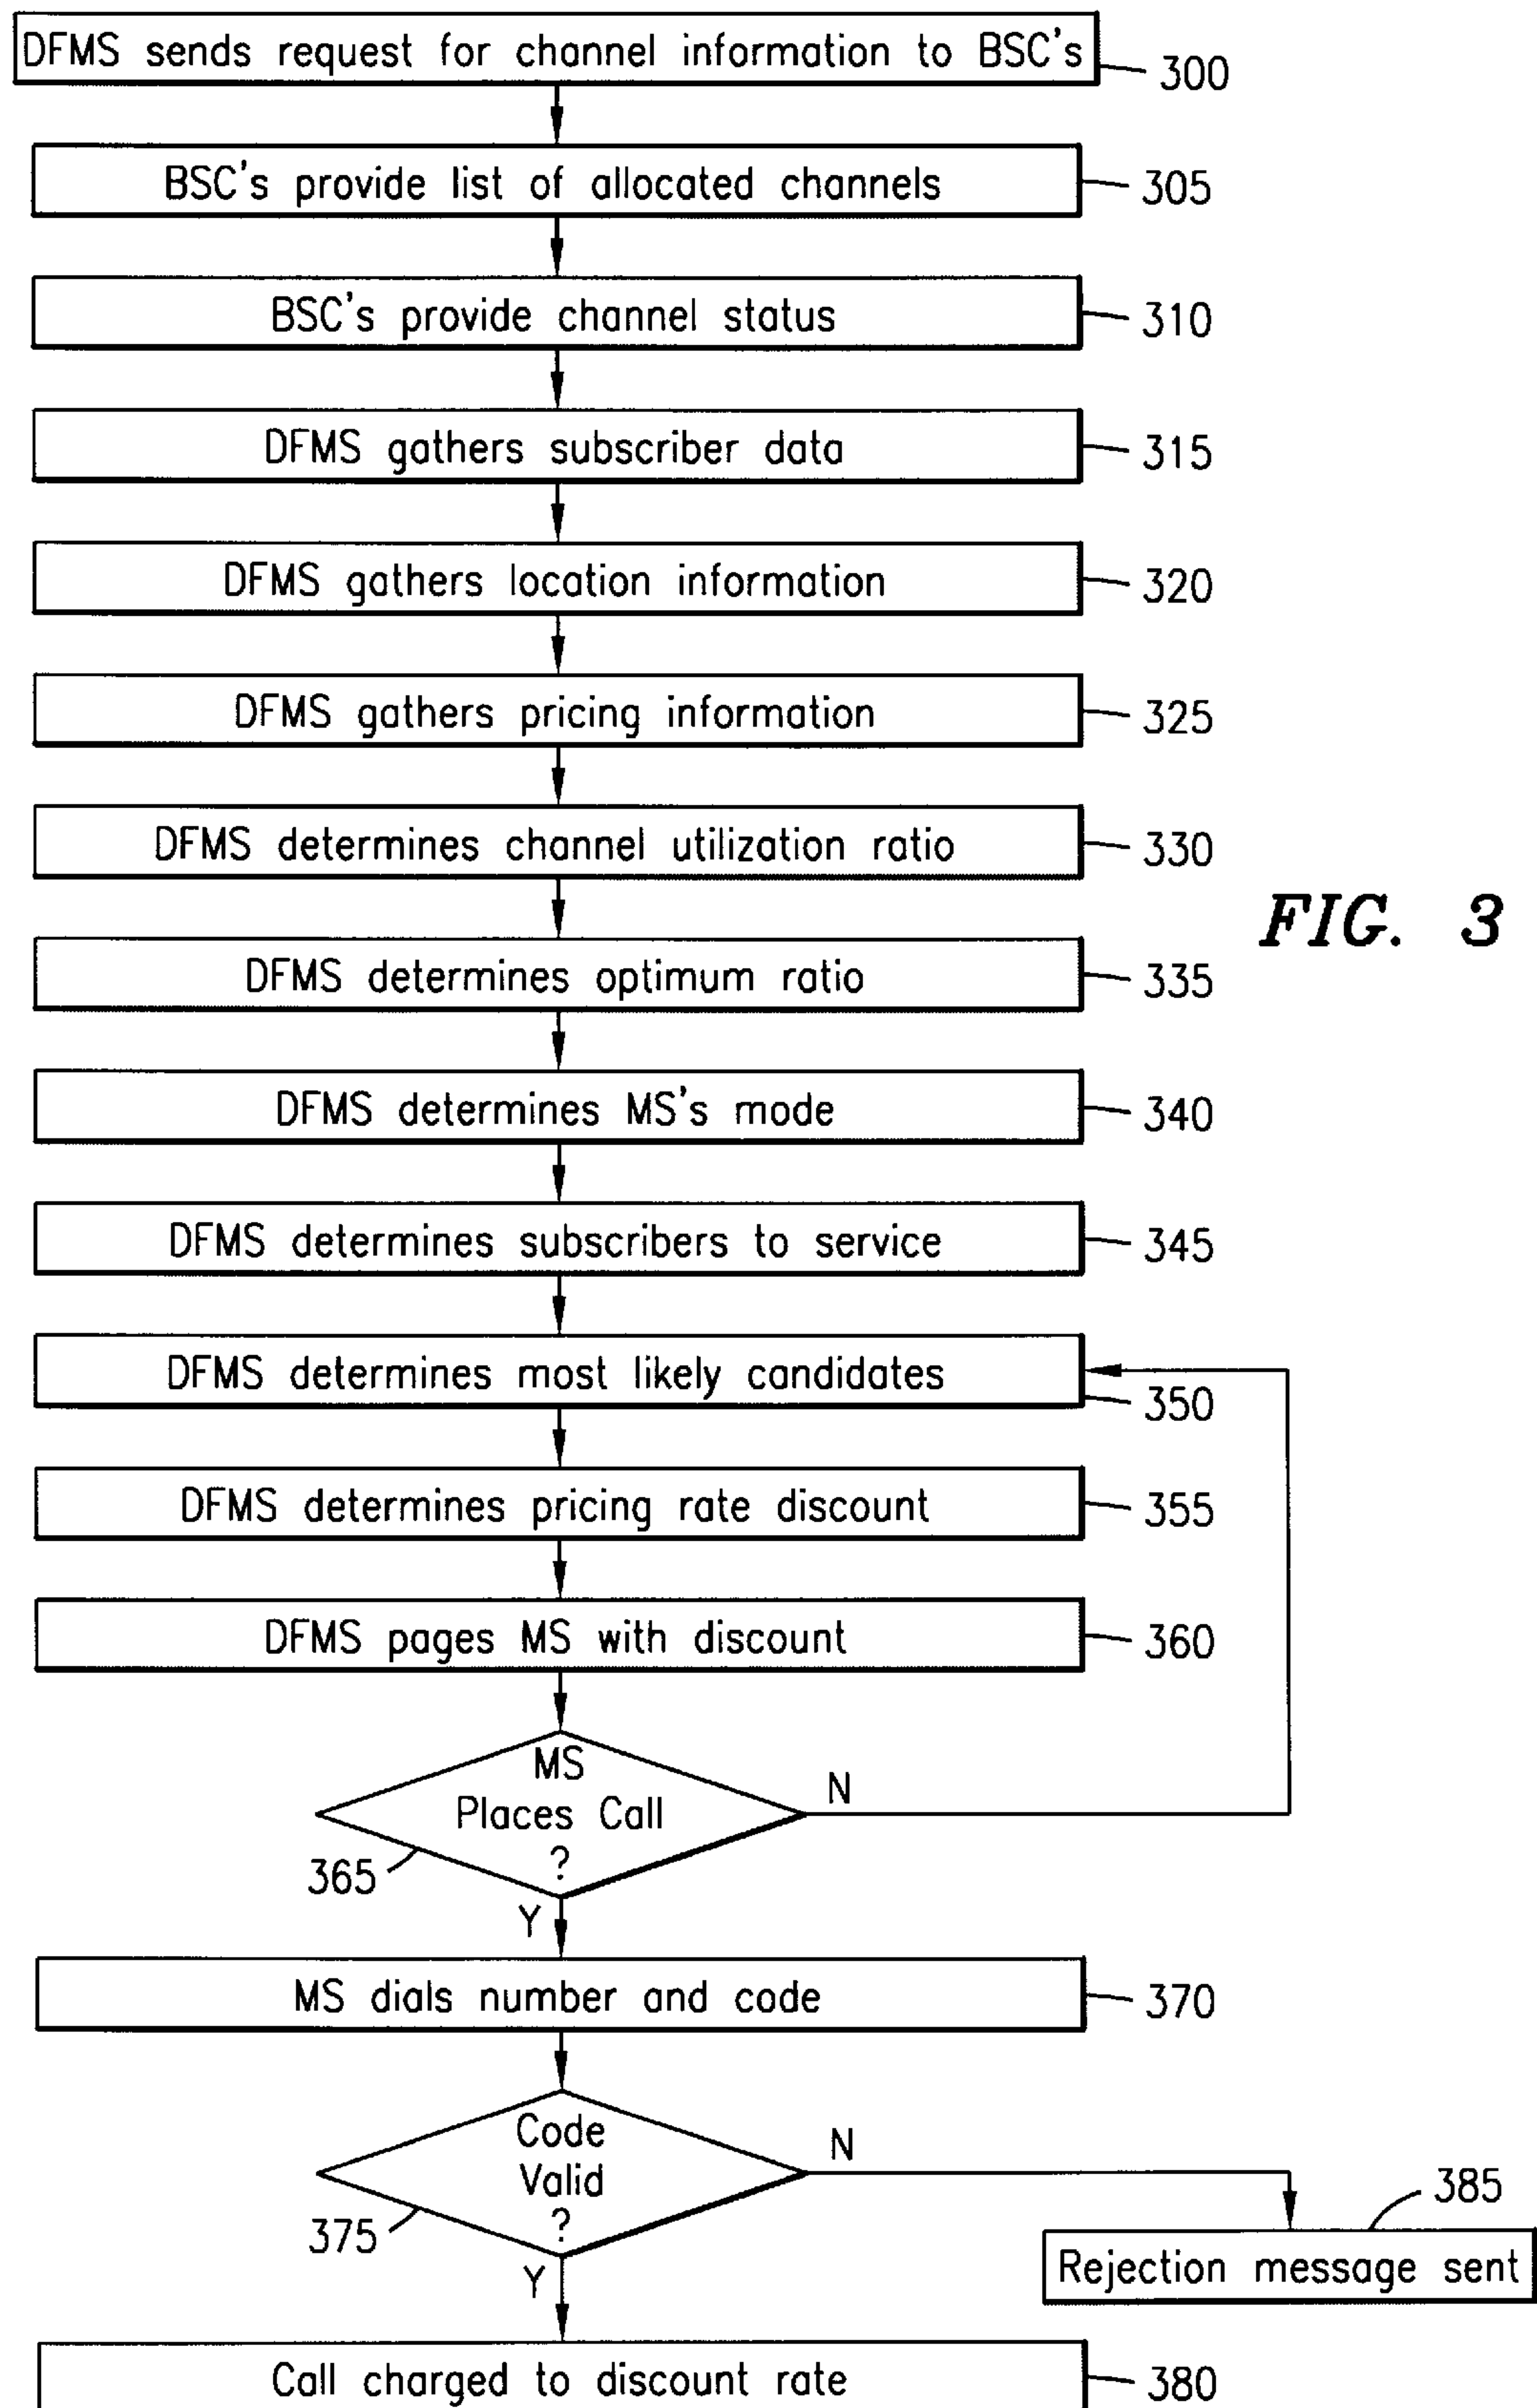 DFMS sends request for channel information to BSC's
300
BSC's provide list of allocated channels
305
BSC's provide channel status
310
DFMS gathers subscriber data
315
DFMS gathers location information
320
DFMS gathers pricing information
325
DFMS determines channel utilization ratio
330
FIG. 3
DFMS determines optimum ratio
335
DFMS determines MS's mode
340
DFMS determines subscribers to service
345
DFMS determines most likely candidates
350
DFMS determines pricing rate discount
355
DFMS pages MS with discount
360
MS
Places Call
?
N
365
Y
MS dials number and code
370
Code
Valid
?
N
375
Y
385
Rejection message sent
Call charged to discount rate
380